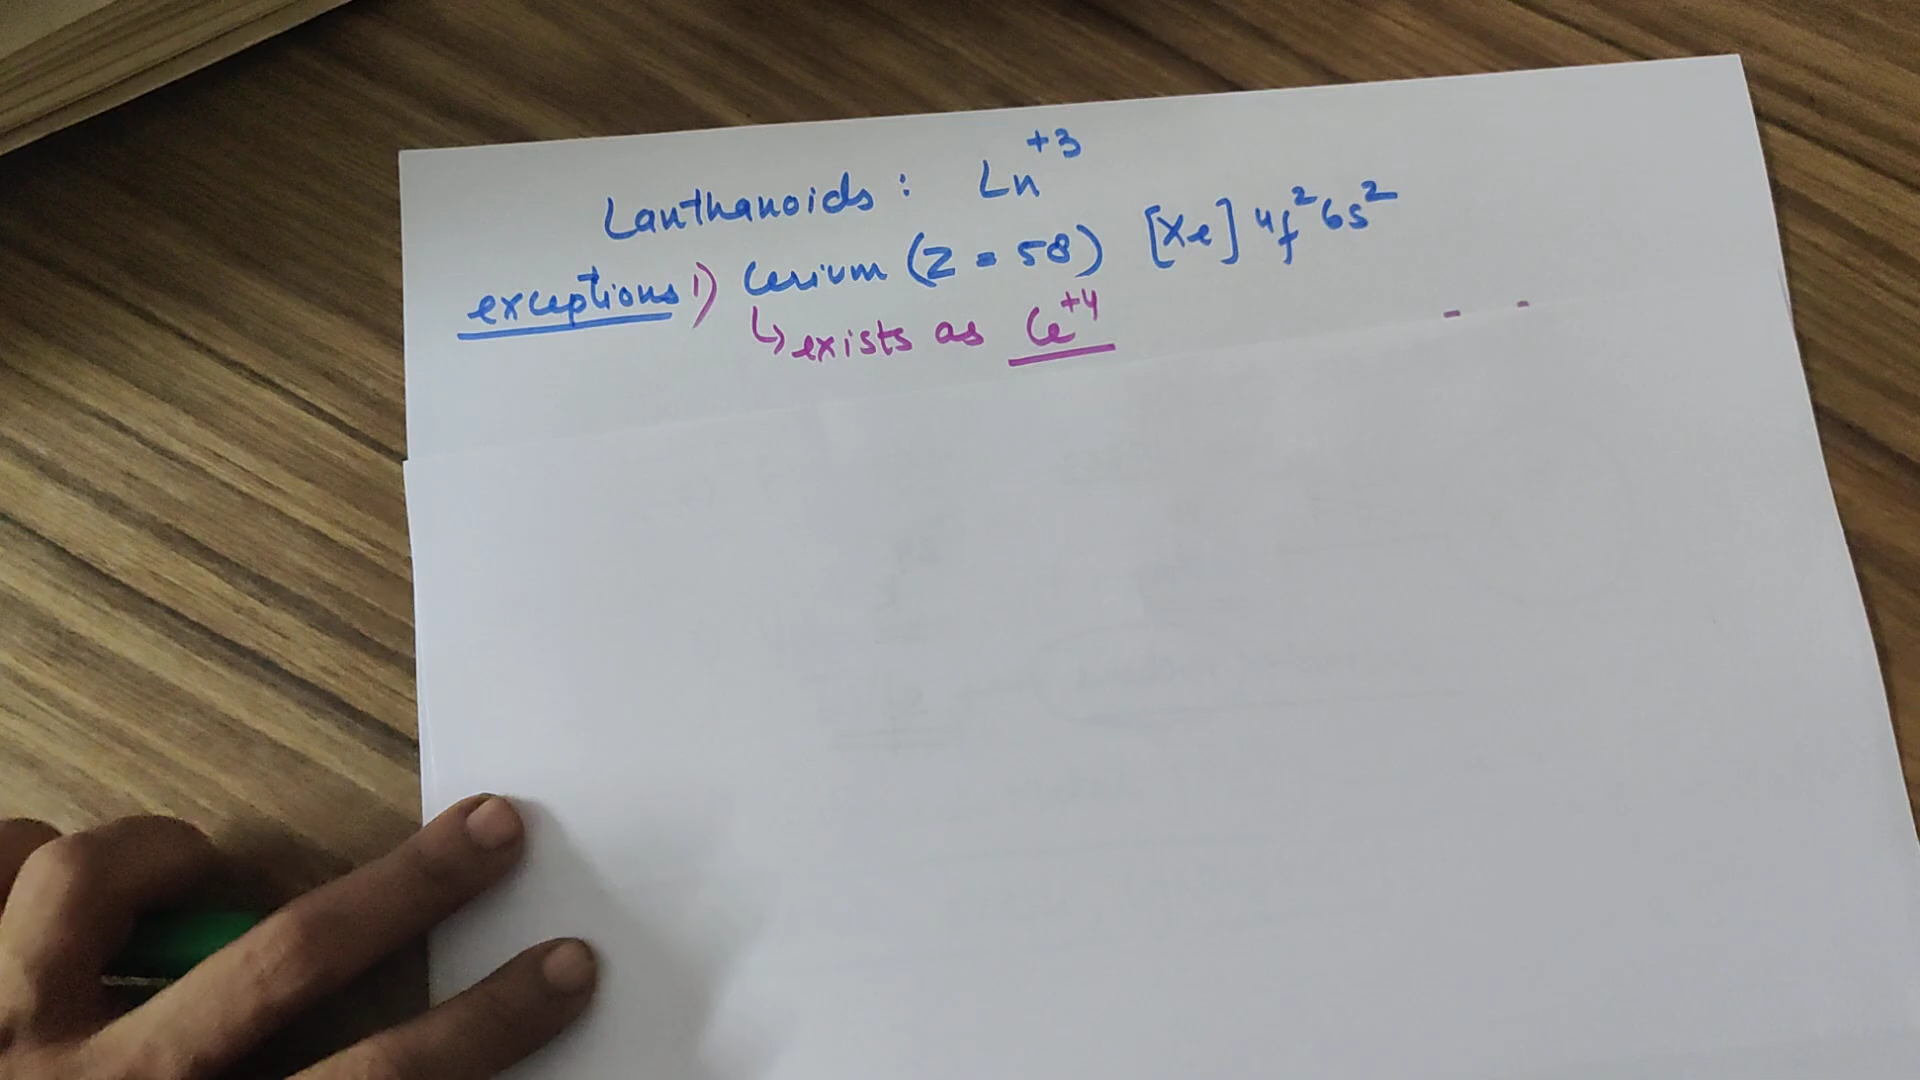 Lanthanoids : Ln+3
exceptions 1) Cerium (Z = 58) [Xe] 4f2 6s2
↳ exists as Ce+4